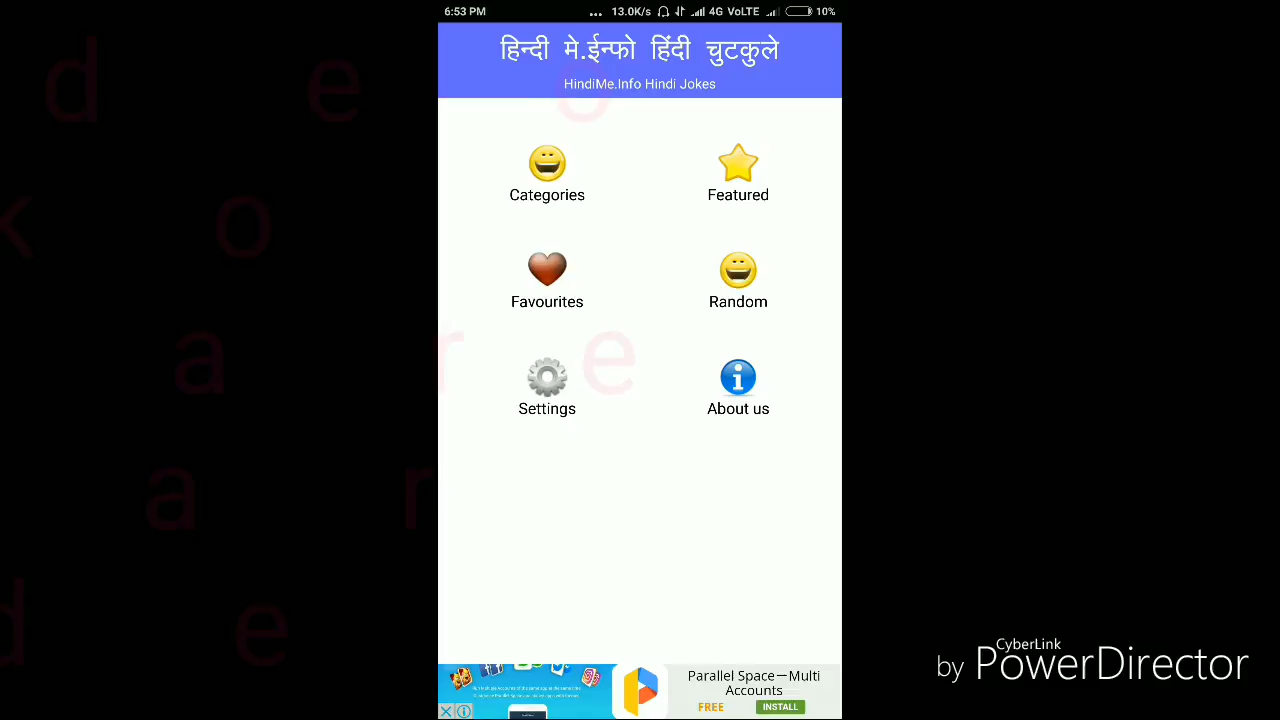 6:53 PM ... 13.0K/s 4G VoLTE 10%
हिन्दी मे.ईन्फो हिंदी चुटकुले
HindiMe.Info Hindi Jokes
Categories Featured
Favourites Random
Settings About us
Parallel Space—Multi
Accounts
FREE INSTALL
CyberLink
by PowerDirector